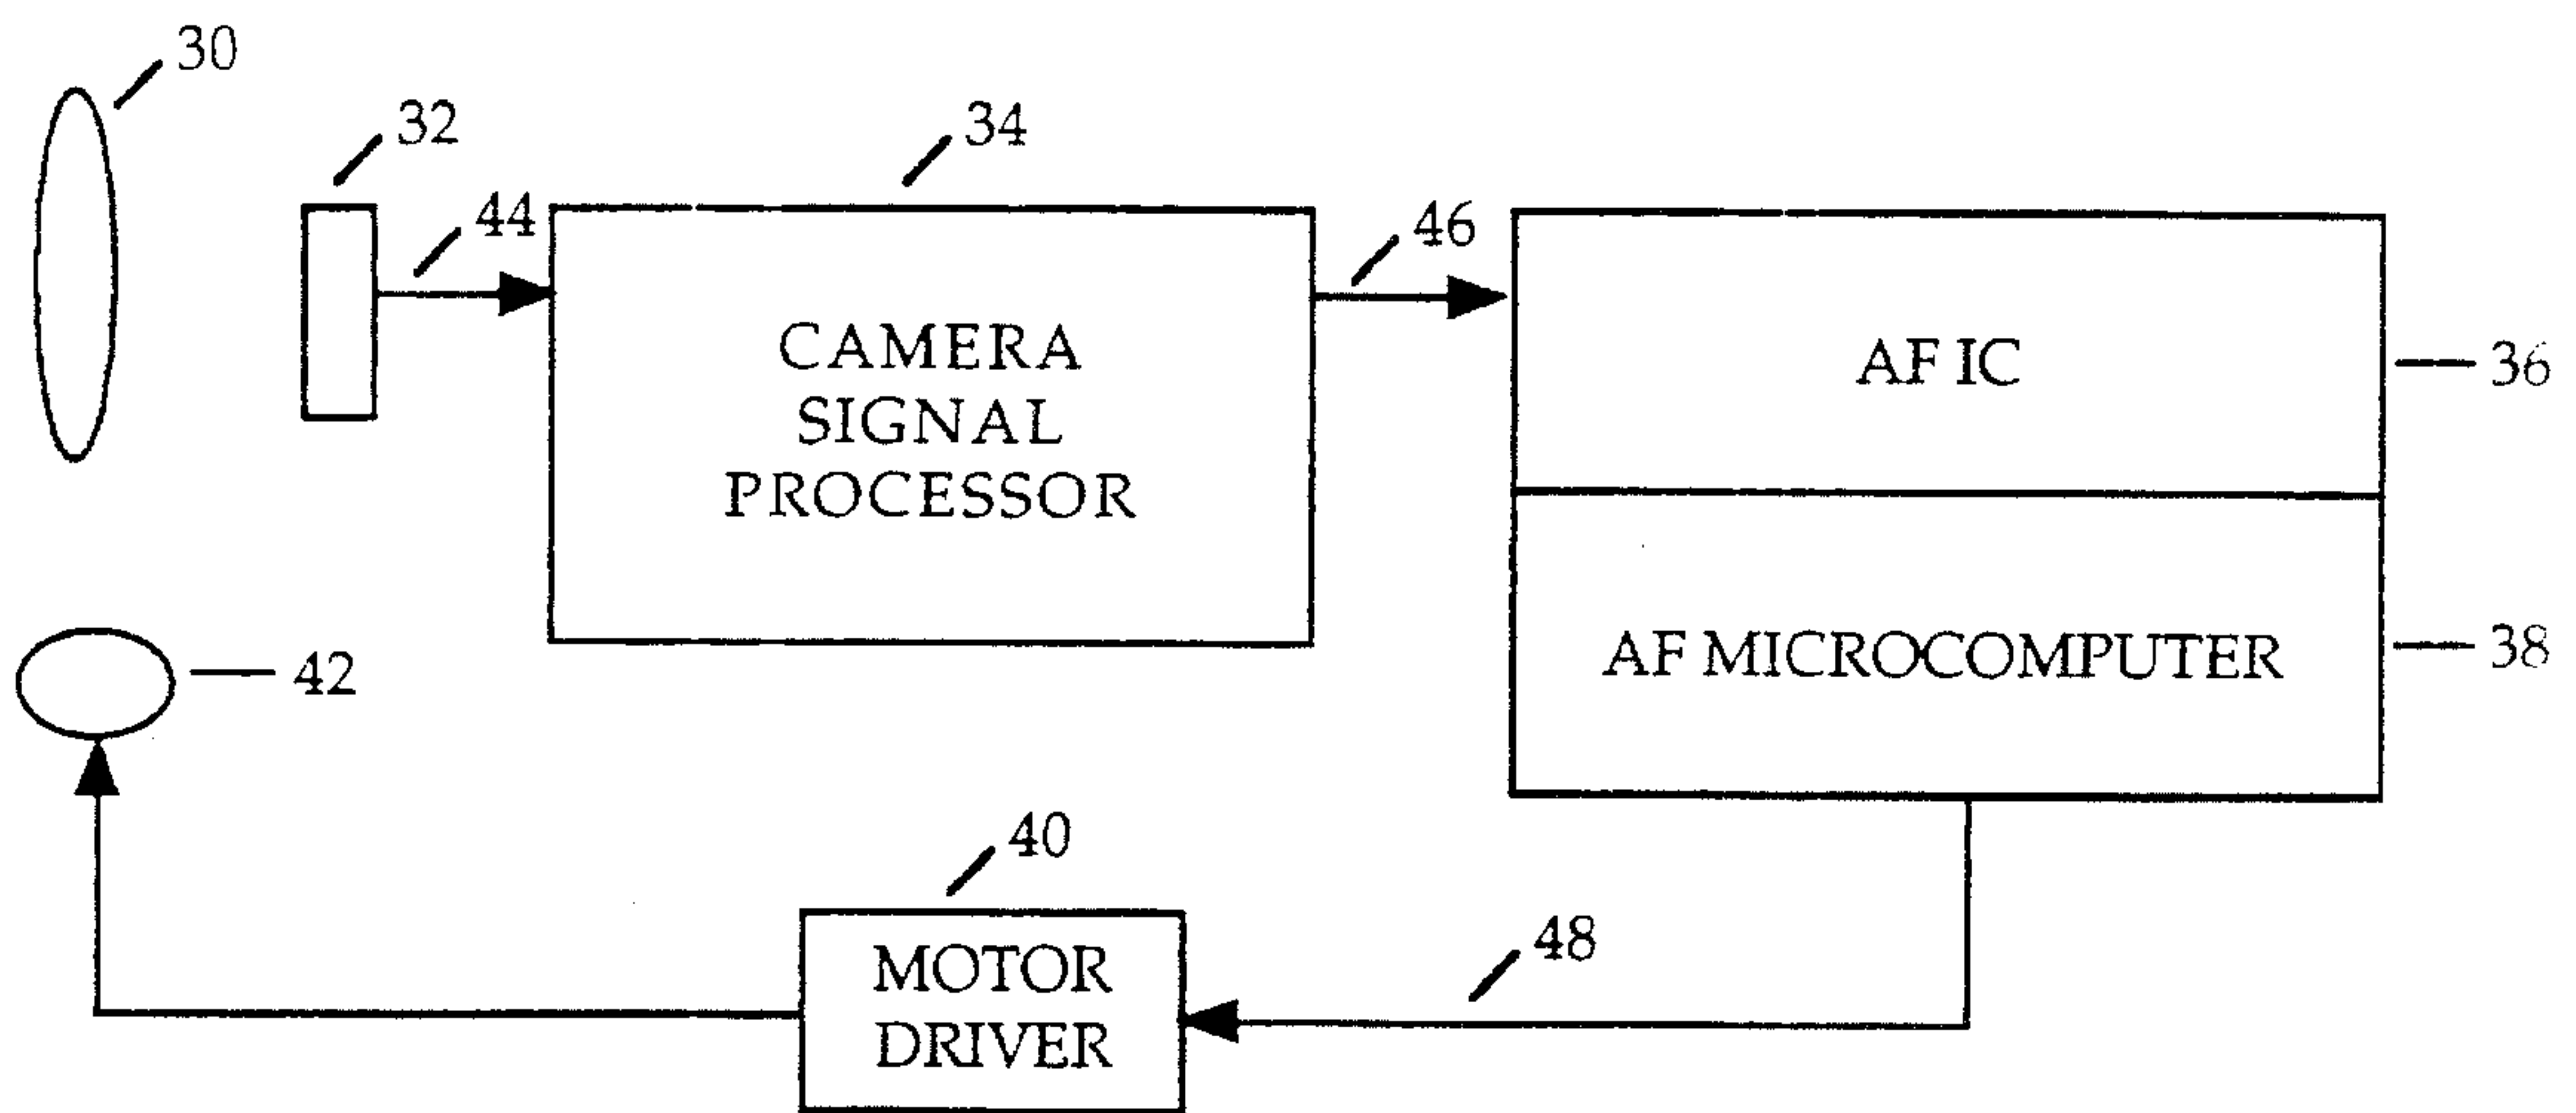 30
32
34
44
46
CAMERA
SIGNAL
PROCESSOR
AF IC
36
AF MICROCOMPUTER
38
42
40
MOTOR
DRIVER
48